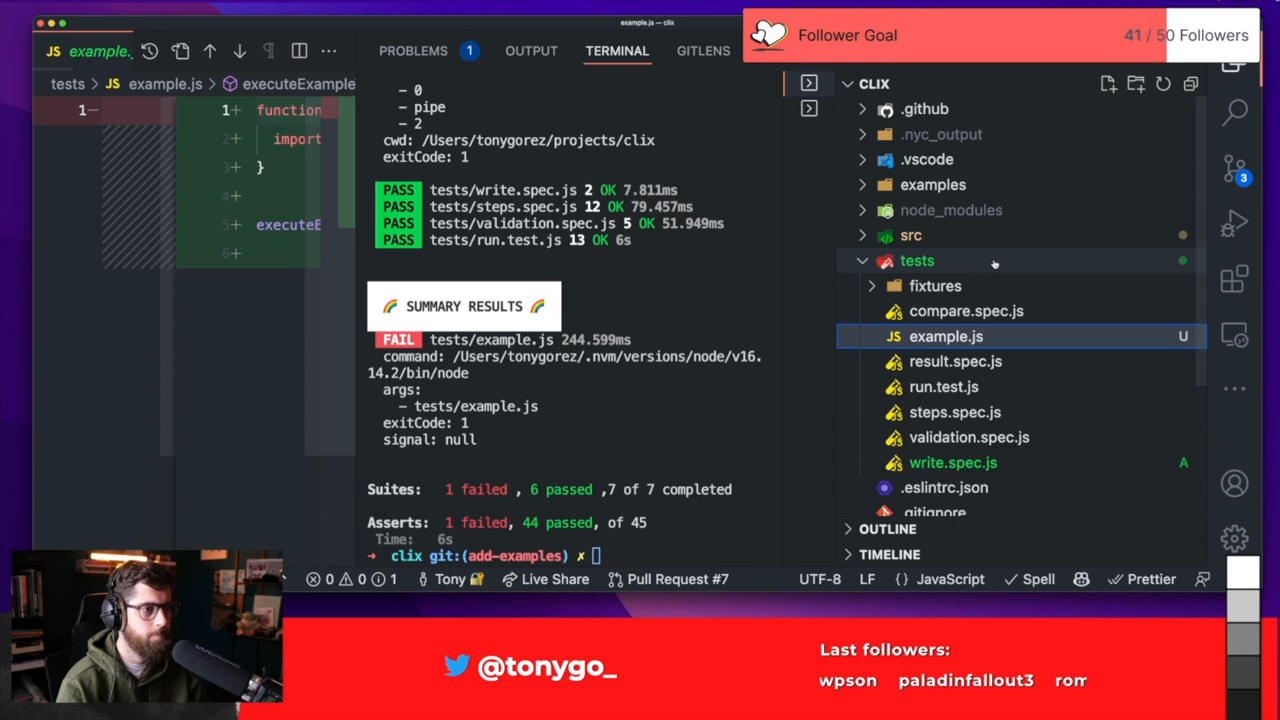 example.js — clix
Follower Goal
41 / 50 Followers
JS example.
PROBLEMS 1 OUTPUT TERMINAL GITLENS
tests > JS example.js > executeExample
1—
1+ function
2+ import
3+ }
4+
5+ executeE
6+
- 0
- pipe
- 2
cwd: /Users/tonygorez/projects/clix
exitCode: 1
PASS tests/write.spec.js 2 OK 7.811ms
PASS tests/steps.spec.js 12 OK 79.457ms
PASS tests/validation.spec.js 5 OK 51.949ms
PASS tests/run.test.js 13 OK 6s
🌈 SUMMARY RESULTS 🌈
FAIL tests/example.js 244.599ms
command: /Users/tonygorez/.nvm/versions/node/v16.
14.2/bin/node
args:
- tests/example.js
exitCode: 1
signal: null
Suites: 1 failed , 6 passed ,7 of 7 completed
Asserts: 1 failed, 44 passed, of 45
Time: 6s
→ clix git:(add-examples) ✗
CLIX
.github
.nyc_output
.vscode
examples
node_modules
src
tests
fixtures
compare.spec.js
JS example.js U
result.spec.js
run.test.js
steps.spec.js
validation.spec.js
write.spec.js A
.eslintrc.json
.gitignore
OUTLINE
TIMELINE
3
0 0 1 Tony 🔐 Live Share Pull Request #7 UTF-8 LF {} JavaScript Spell Prettier
@tonygo_
Last followers:
wpson paladinfallout3 rom